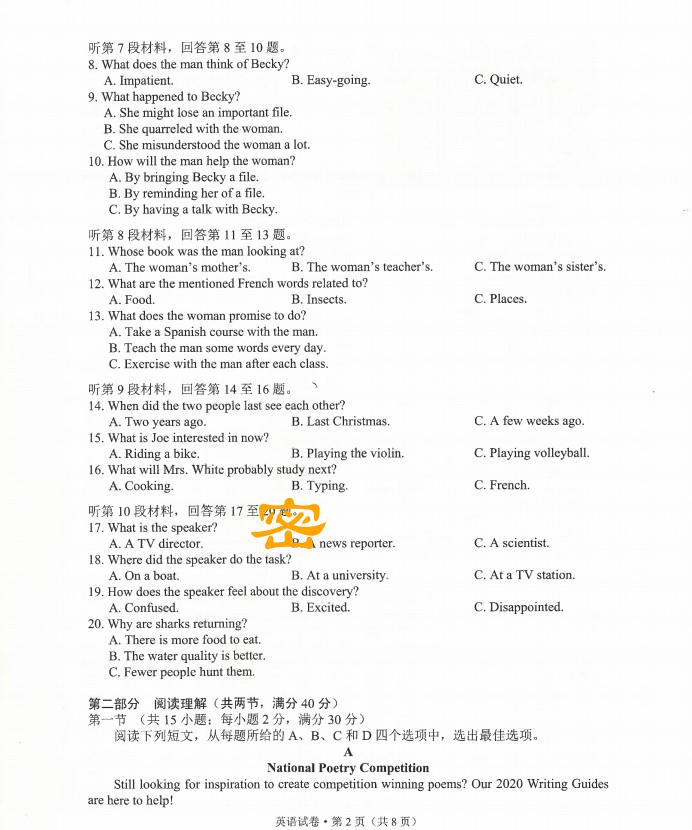 听第 7 段材料，回答第 8 至 10 题。
8. What does the man think of Becky?
A. Impatient. B. Easy-going. C. Quiet.
9. What happened to Becky?
A. She might lose an important file.
B. She quarreled with the woman.
C. She misunderstood the woman a lot.
10. How will the man help the woman?
A. By bringing Becky a file.
B. By reminding her of a file.
C. By having a talk with Becky.
听第 8 段材料，回答第 11 至 13 题。
11. Whose book was the man looking at?
A. The woman's mother's. B. The woman's teacher's. C. The woman's sister's.
12. What are the mentioned French words related to?
A. Food. B. Insects. C. Places.
13. What does the woman promise to do?
A. Take a Spanish course with the man.
B. Teach the man some words every day.
C. Exercise with the man after each class.
听第 9 段材料，回答第 14 至 16 题。
14. When did the two people last see each other?
A. Two years ago. B. Last Christmas. C. A few weeks ago.
15. What is Joe interested in now?
A. Riding a bike. B. Playing the violin. C. Playing volleyball.
16. What will Mrs. White probably study next?
A. Cooking. B. Typing. C. French.
听第 10 段材料，回答第 17 至 20 题。
密
17. What is the speaker?
A. A TV director. B. A news reporter. C. A scientist.
18. Where did the speaker do the task?
A. On a boat. B. At a university. C. At a TV station.
19. How does the speaker feel about the discovery?
A. Confused. B. Excited. C. Disappointed.
20. Why are sharks returning?
A. There is more food to eat.
B. The water quality is better.
C. Fewer people hunt them.
第二部分 阅读理解（共两节，满分 40 分）
第一节 （共 15 小题；每小题 2 分，满分 30 分）
阅读下列短文，从每题所给的 A、B、C 和 D 四个选项中，选出最佳选项。
A
National Poetry Competition
Still looking for inspiration to create competition winning poems? Our 2020 Writing Guides
are here to help!
英语试卷·第 2 页（共 8 页）